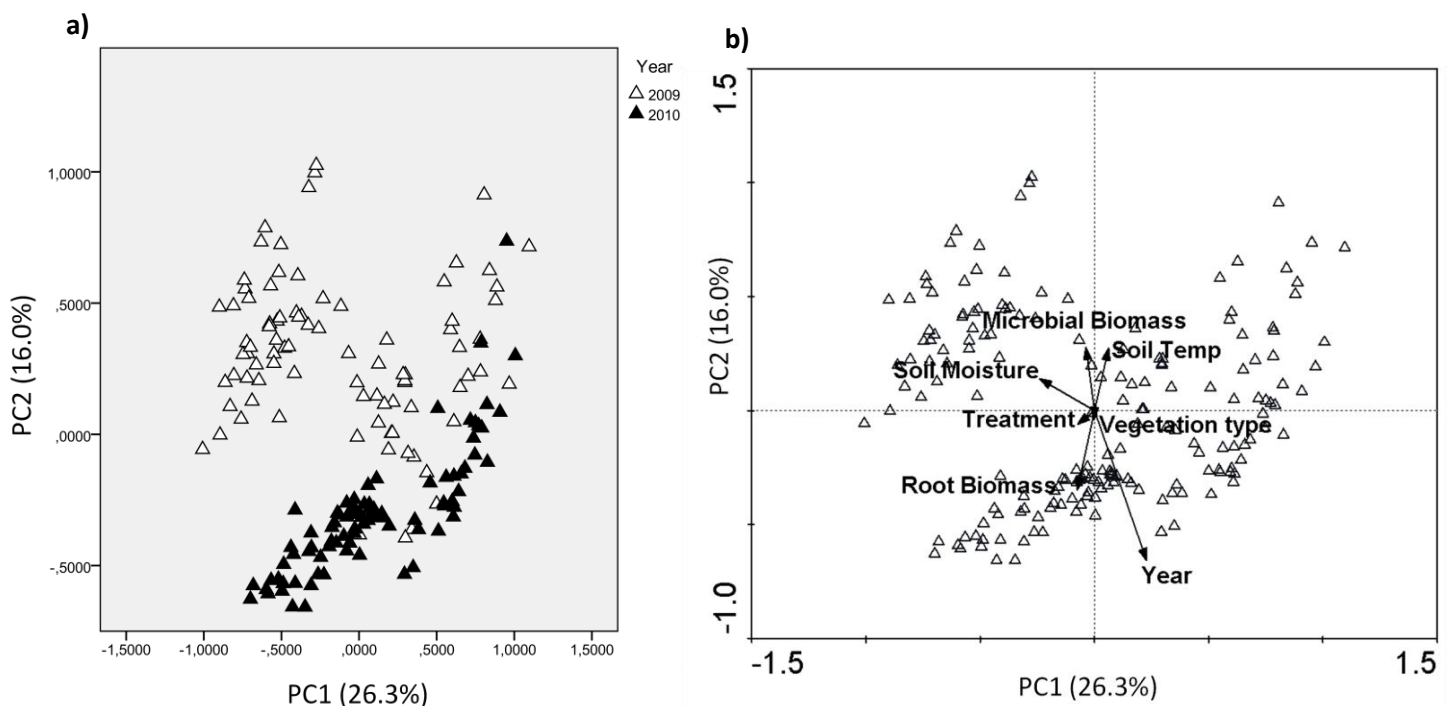 a)
Year
2009
2010
1,0000
,5000
,0000
-,5000
PC2 (16.0%)
-1,5000 -1,0000 -,5000 ,0000 ,5000 1,0000 1,5000
PC1 (26.3%)
b)
1.5
Microbial Biomass
Soil Temp
Soil Moisture
Treatment
Vegetation type
Root Biomass
Year
PC2 (16.0%)
-1.0
-1.5 1.5
PC1 (26.3%)